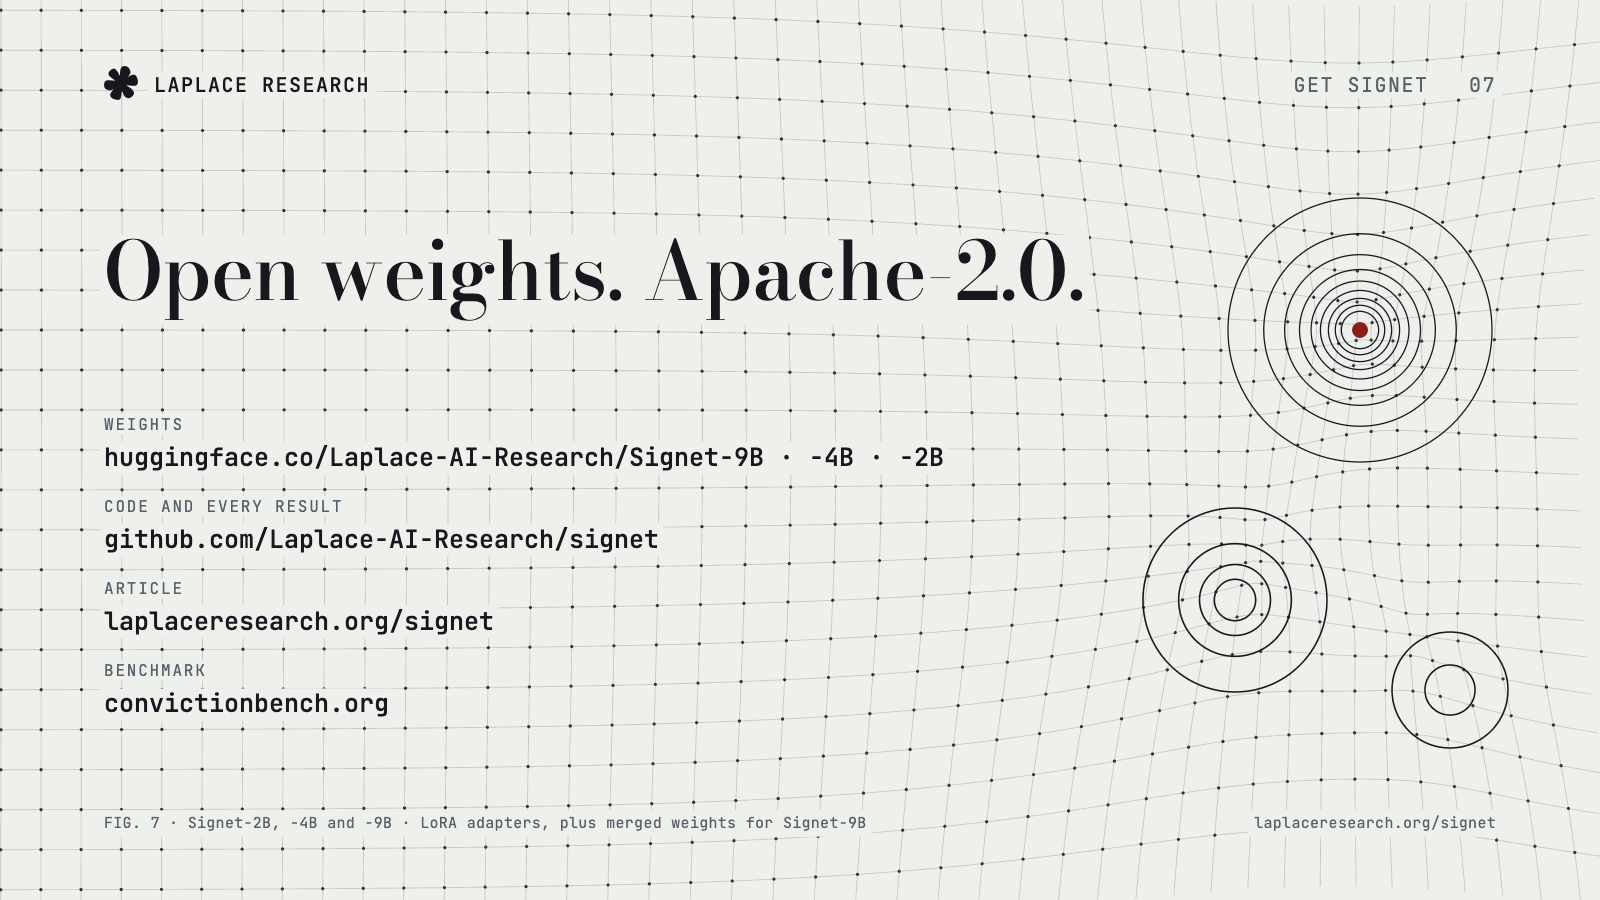 LAPLACE RESEARCH
GET SIGNET 07
Open weights. Apache-2.0.
WEIGHTS
huggingface.co/Laplace-AI-Research/Signet-9B · -4B · -2B
CODE AND EVERY RESULT
github.com/Laplace-AI-Research/signet
ARTICLE
laplaceresearch.org/signet
BENCHMARK
convictionbench.org
FIG. 7 · Signet-2B, -4B and -9B · LoRA adapters, plus merged weights for Signet-9B
laplaceresearch.org/signet